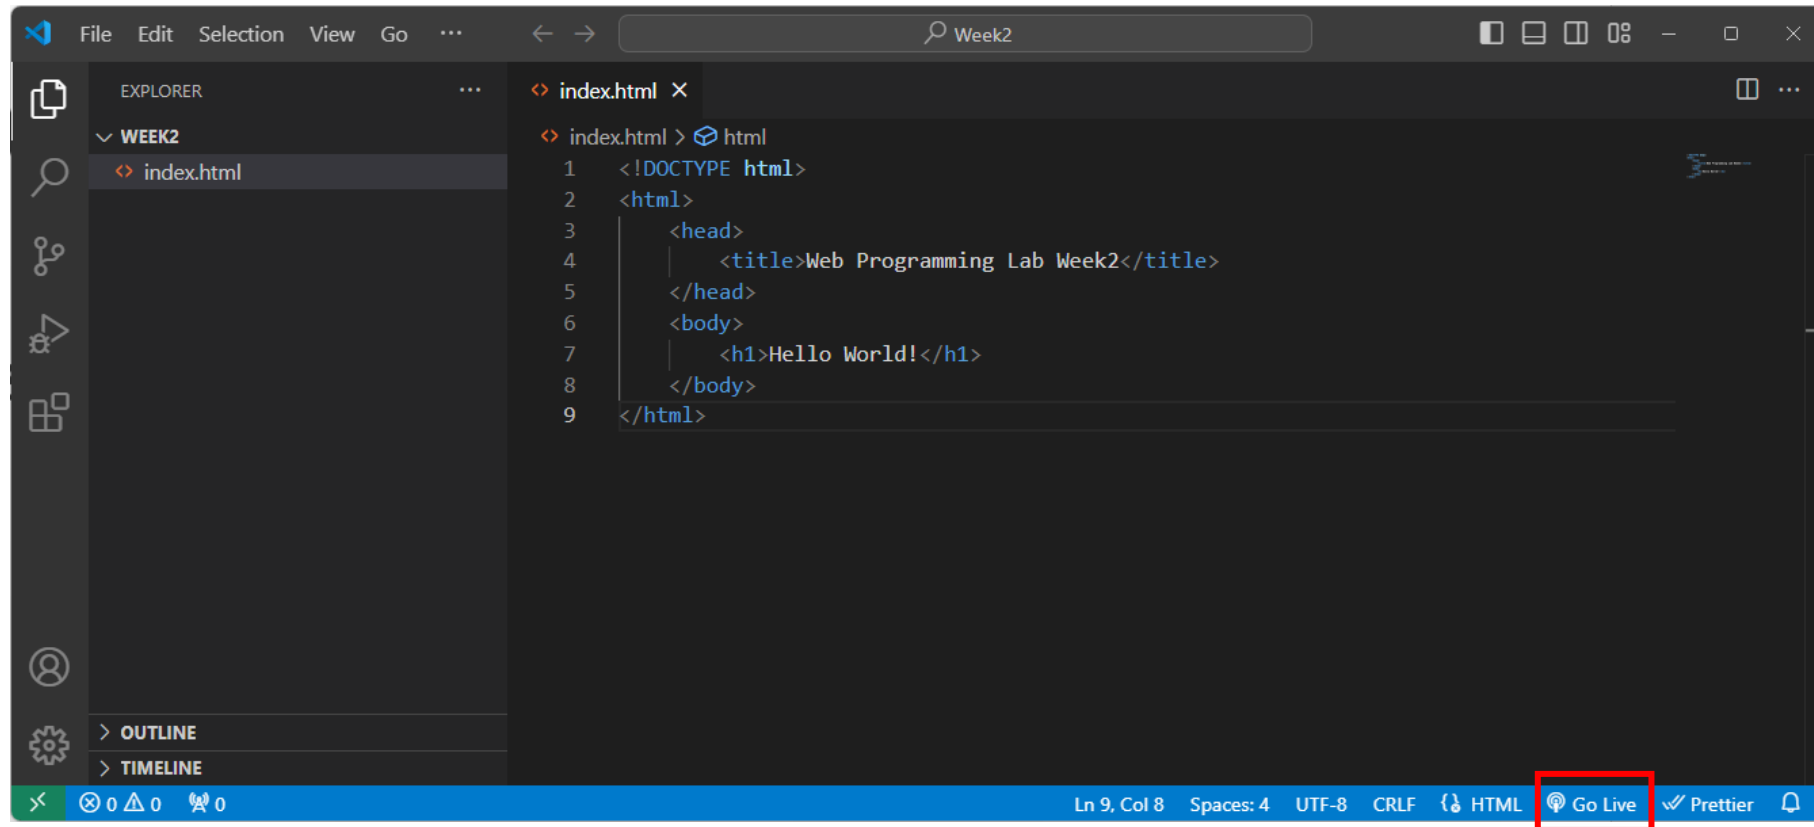 File Edit Selection View Go ··· Week2
EXPLORER ···
WEEK2
index.html
OUTLINE
TIMELINE
index.html
index.html > html
1 <!DOCTYPE html>
2 <html>
3 <head>
4 <title>Web Programming Lab Week2</title>
5 </head>
6 <body>
7 <h1>Hello World!</h1>
8 </body>
9 </html>
0 0 0 Ln 9, Col 8 Spaces: 4 UTF-8 CRLF HTML Go Live Prettier